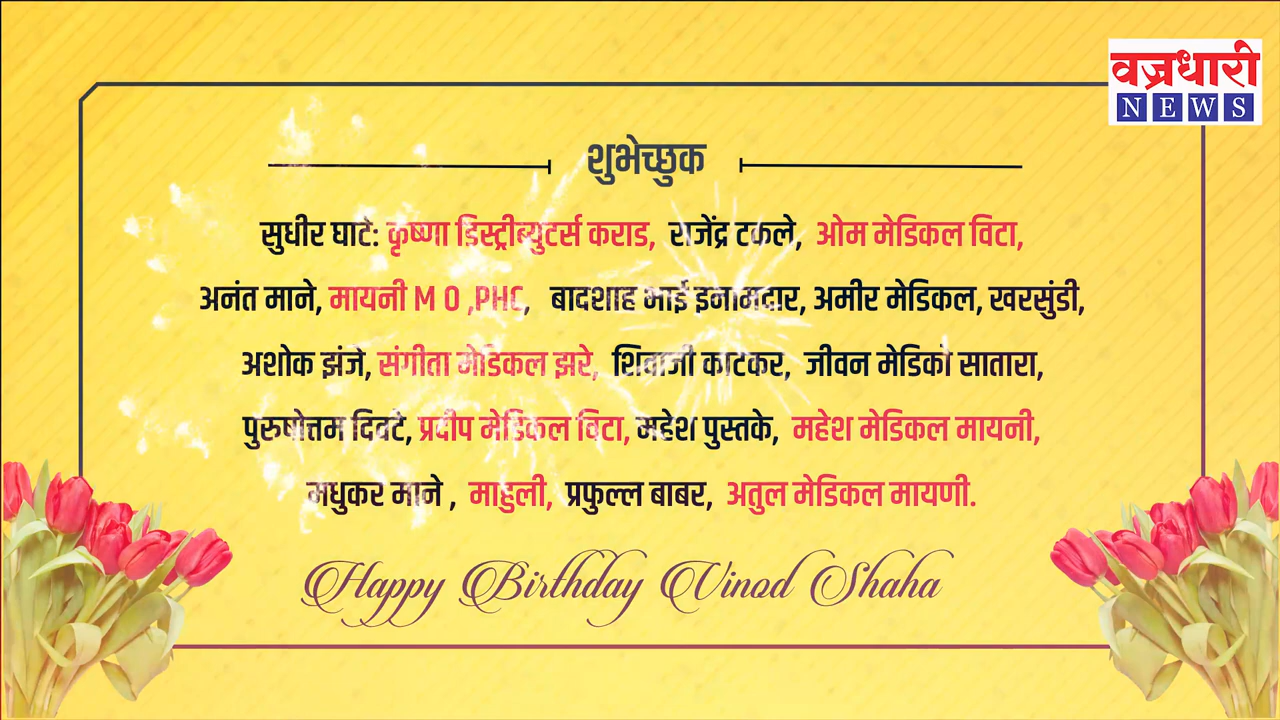 वज्रधारी
NEWS
शुभेच्छुक
सुधीर घाटे: कृष्णा डिस्ट्रीब्युटर्स कराड, राजेंद्र टकले, ओम मेडिकल विटा,
अनंत माने, मायनी M O ,PHC, बादशाह भाई इनामदार, अमीर मेडिकल, खरसुंडी,
अशोक झंजे, संगीता मेडिकल झरे, शिवाजी काटकर, जीवन मेडिको सातारा,
पुरुषोत्तम दिवटे, प्रदीप मेडिकल विटा, महेश पुस्तके, महेश मेडिकल मायनी,
मधुकर माने , माहुली, प्रफुल्ल बाबर, अतुल मेडिकल मायणी.
Happy Birthday Vinod Shaha